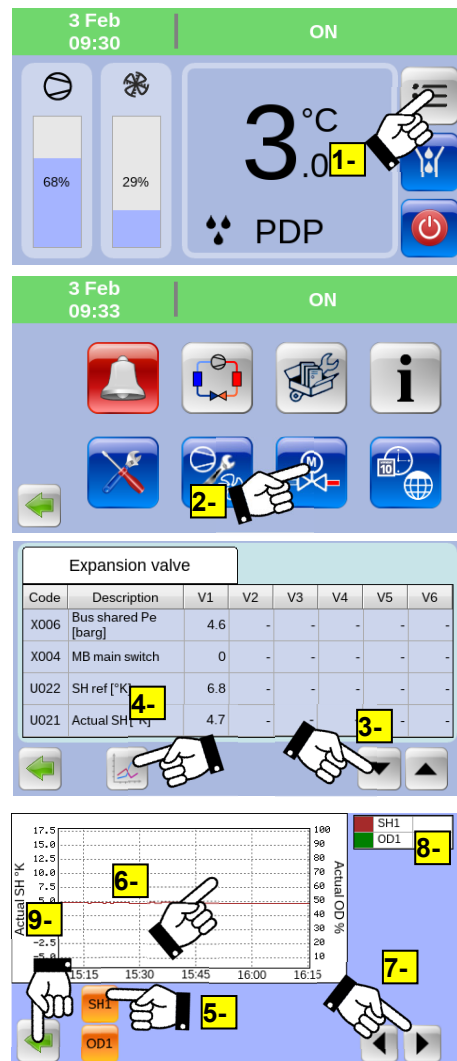 3 Feb
09:30
ON
68%
29%
3.0 °C
1-
PDP
3 Feb
09:33
ON
i
M
10
2-
Expansion valve
Code Description V1 V2 V3 V4 V5 V6
X006 Bus shared Pe [barg] 4.6 - - - - -
X004 MB main switch 0 - - - - -
U022 SH ref [°K] 6.8 - - - - -
U021 Actual SH [°K] 4.7 - - - - -
4-
3-
17.5
15.0
12.5
10.0
7.5
5.0
-2.5
-5.0
Actual SH °K
100
90
80
70
60
50
40
30
20
10
Actual OD %
15:15 15:30 15:45 16:00 16:15
SH1
OD1
8-
6-
9-
7-
SH1
5-
OD1